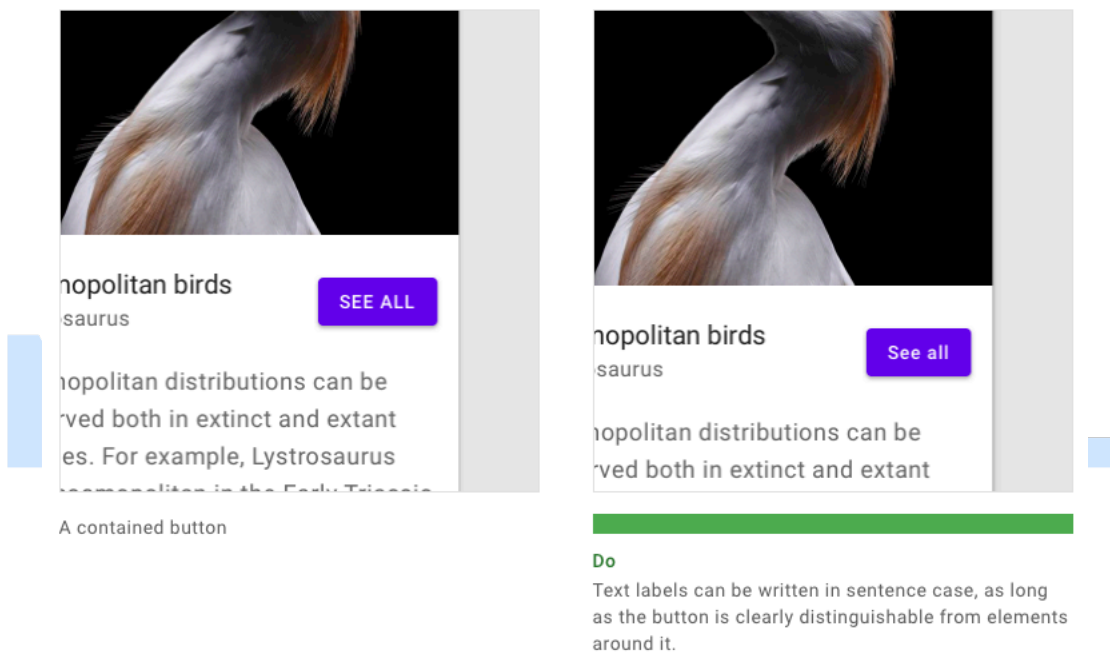 nopolitan birds
osaurus
SEE ALL
nopolitan distributions can be
rved both in extinct and extant
es. For example, Lystrosaurus
A contained button
nopolitan birds
osaurus
See all
nopolitan distributions can be
rved both in extinct and extant
Do
Text labels can be written in sentence case, as long
as the button is clearly distinguishable from elements
around it.